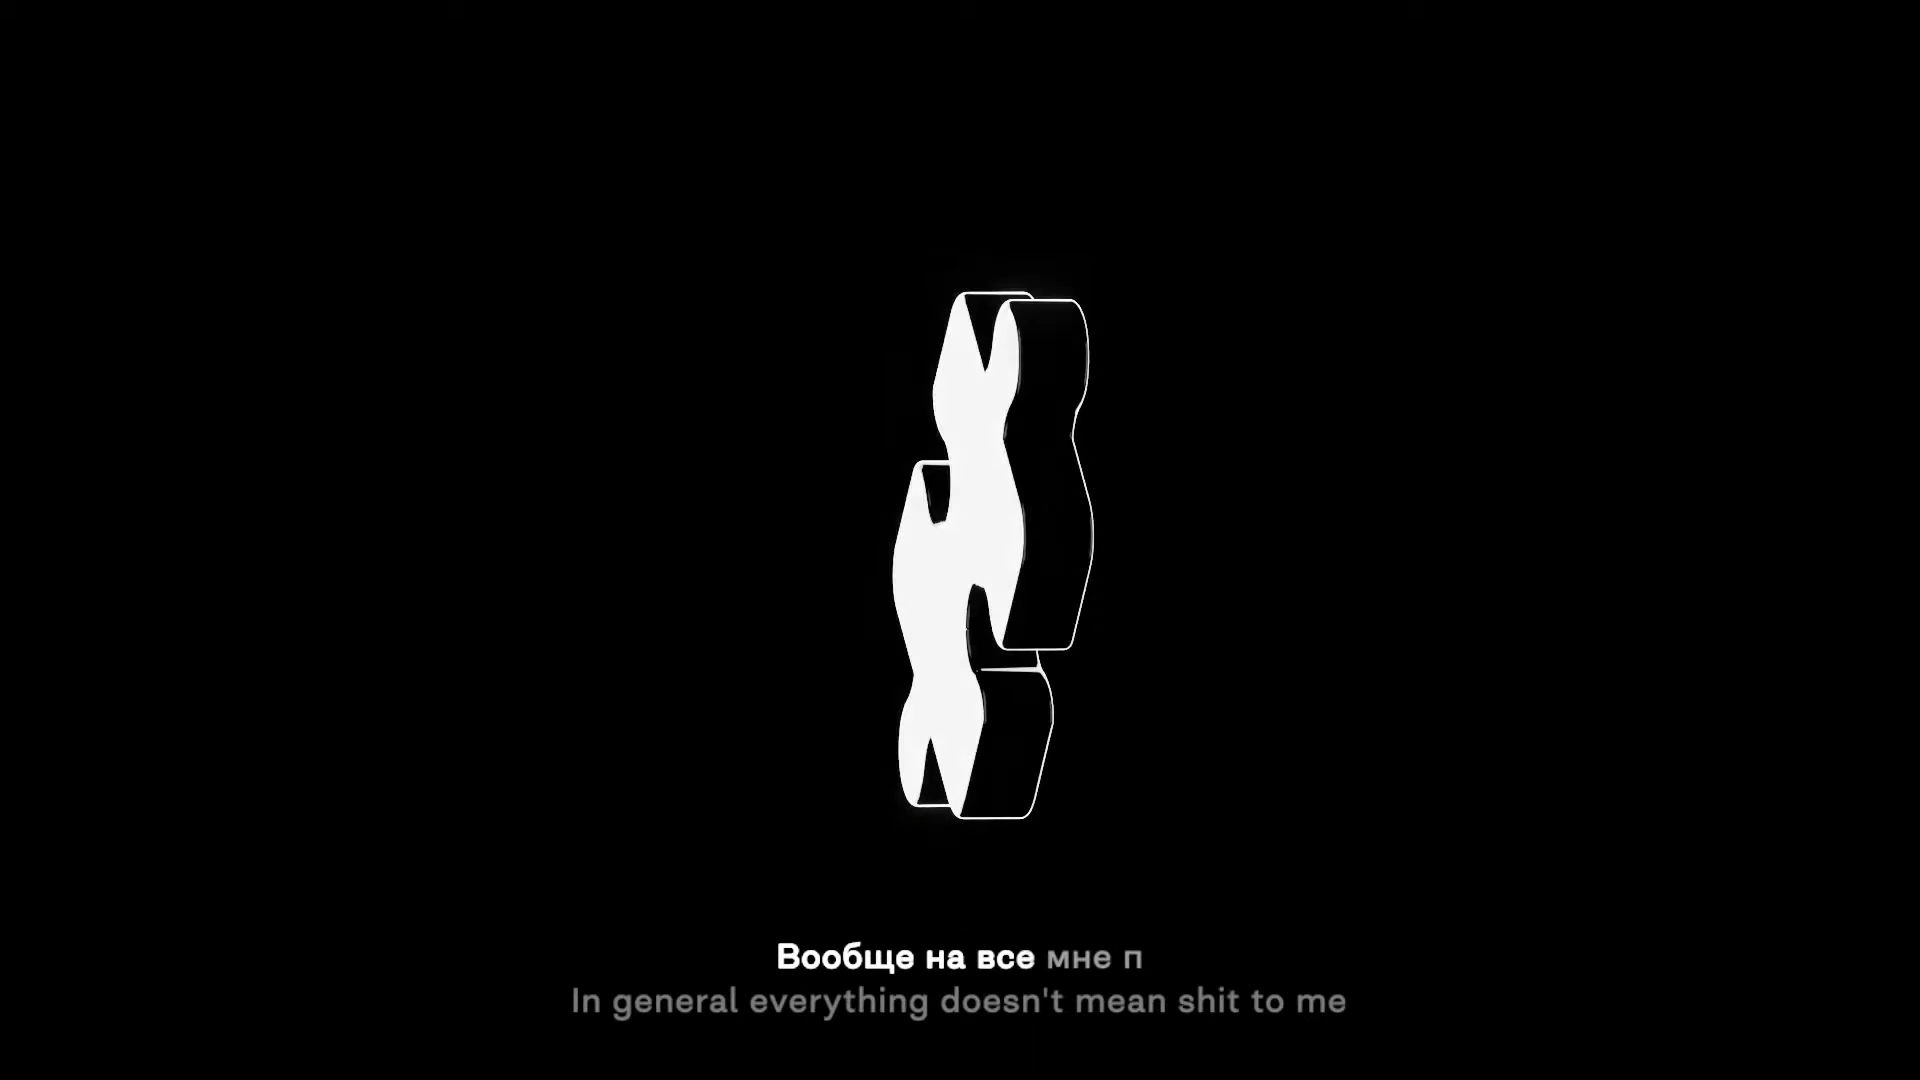 Вообще на все мне п
In general everything doesn't mean shit to me